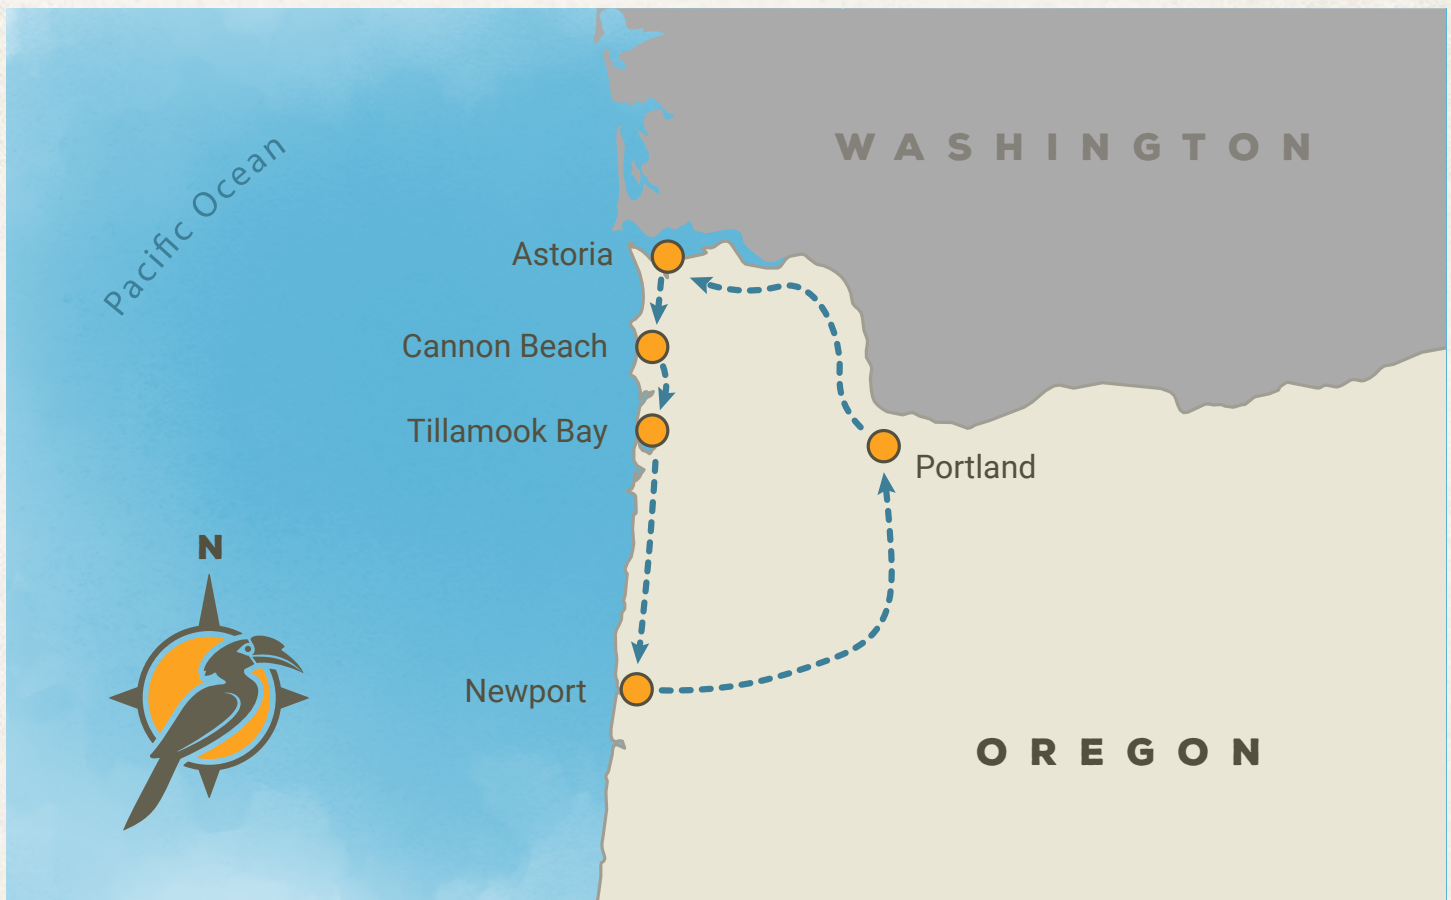 WASHINGTON
Pacific Ocean
Astoria
Cannon Beach
Tillamook Bay
Portland
N
Newport
OREGON